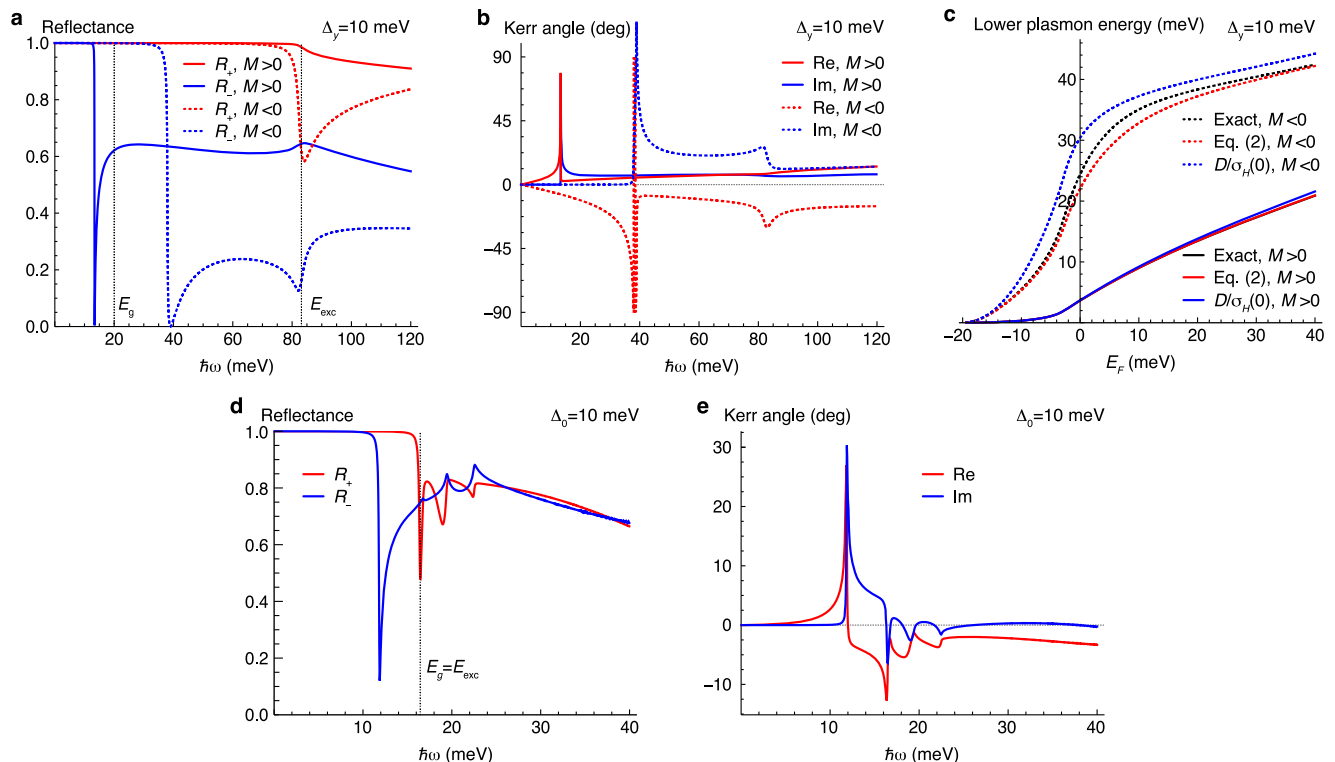 a
Reflectance
Δy=10 meV
1.0
0.8
0.6
0.4
0.2
0.0
R+, M>0
R−, M>0
R+, M<0
R−, M<0
Eg
Eexc
0
20
40
60
80
100
120
ħω (meV)
b
Kerr angle (deg)
Δy=10 meV
90
45
0
−45
−90
Re, M>0
Im, M>0
Re, M<0
Im, M<0
0
20
40
60
80
100
120
ħω (meV)
c
Lower plasmon energy (meV)
Δy=10 meV
40
30
20
10
Exact, M<0
Eq. (2), M<0
D/σH(0), M<0
Exact, M>0
Eq. (2), M>0
D/σH(0), M>0
−20
−10
0
10
20
30
40
EF (meV)
d
Reflectance
Δ0=10 meV
1.0
0.8
0.6
0.4
0.2
0.0
R+
R−
Eg=Eexc
10
20
30
40
ħω (meV)
e
Kerr angle (deg)
Δ0=10 meV
30
20
10
0
−10
Re
Im
10
20
30
40
ħω (meV)